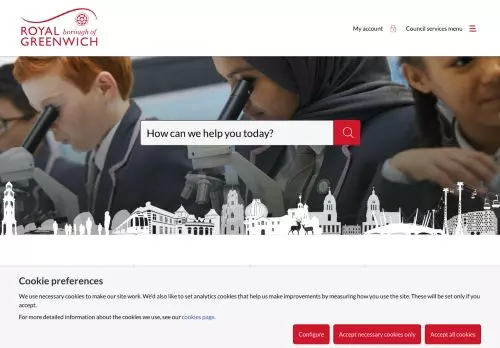 ROYAL borough of
GREENWICH
My account
Council services menu
How can we help you today?
Cookie preferences
We use necessary cookies to make our site work. We'd also like to set analytics cookies that help us make improvements by measuring how you use the site. These will be set only if you
accept.
For more detailed information about the cookies we use, see our cookies page.
Configure
Accept necessary cookies only
Accept all cookies